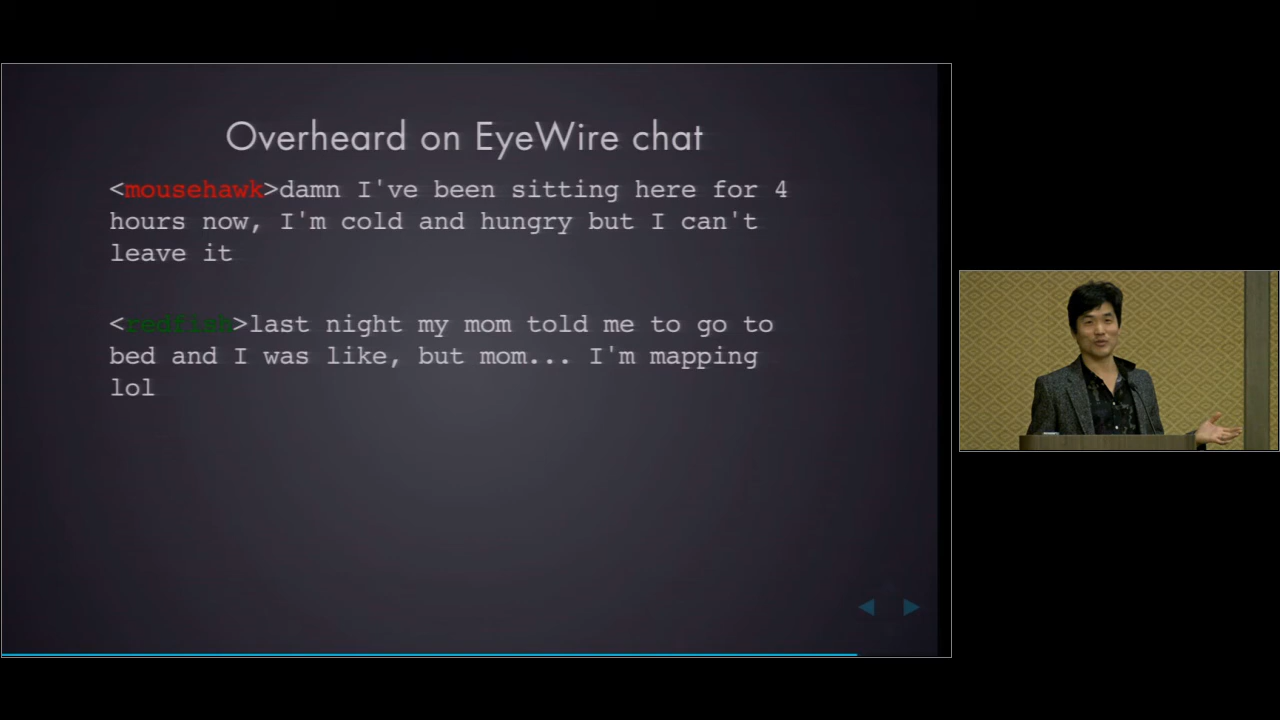 Overheard on EyeWire chat
<mousehawk>damn I've been sitting here for 4
hours now, I'm cold and hungry but I can't
leave it
<redfish>last night my mom told me to go to
bed and I was like, but mom... I'm mapping
lol